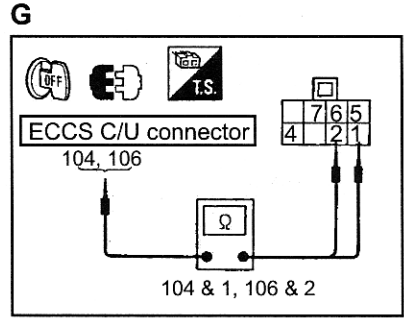 G
OFF
T.S.
ECCS C/U connector
104, 106
7 6 5
4 2 1
Ω
104 & 1, 106 & 2